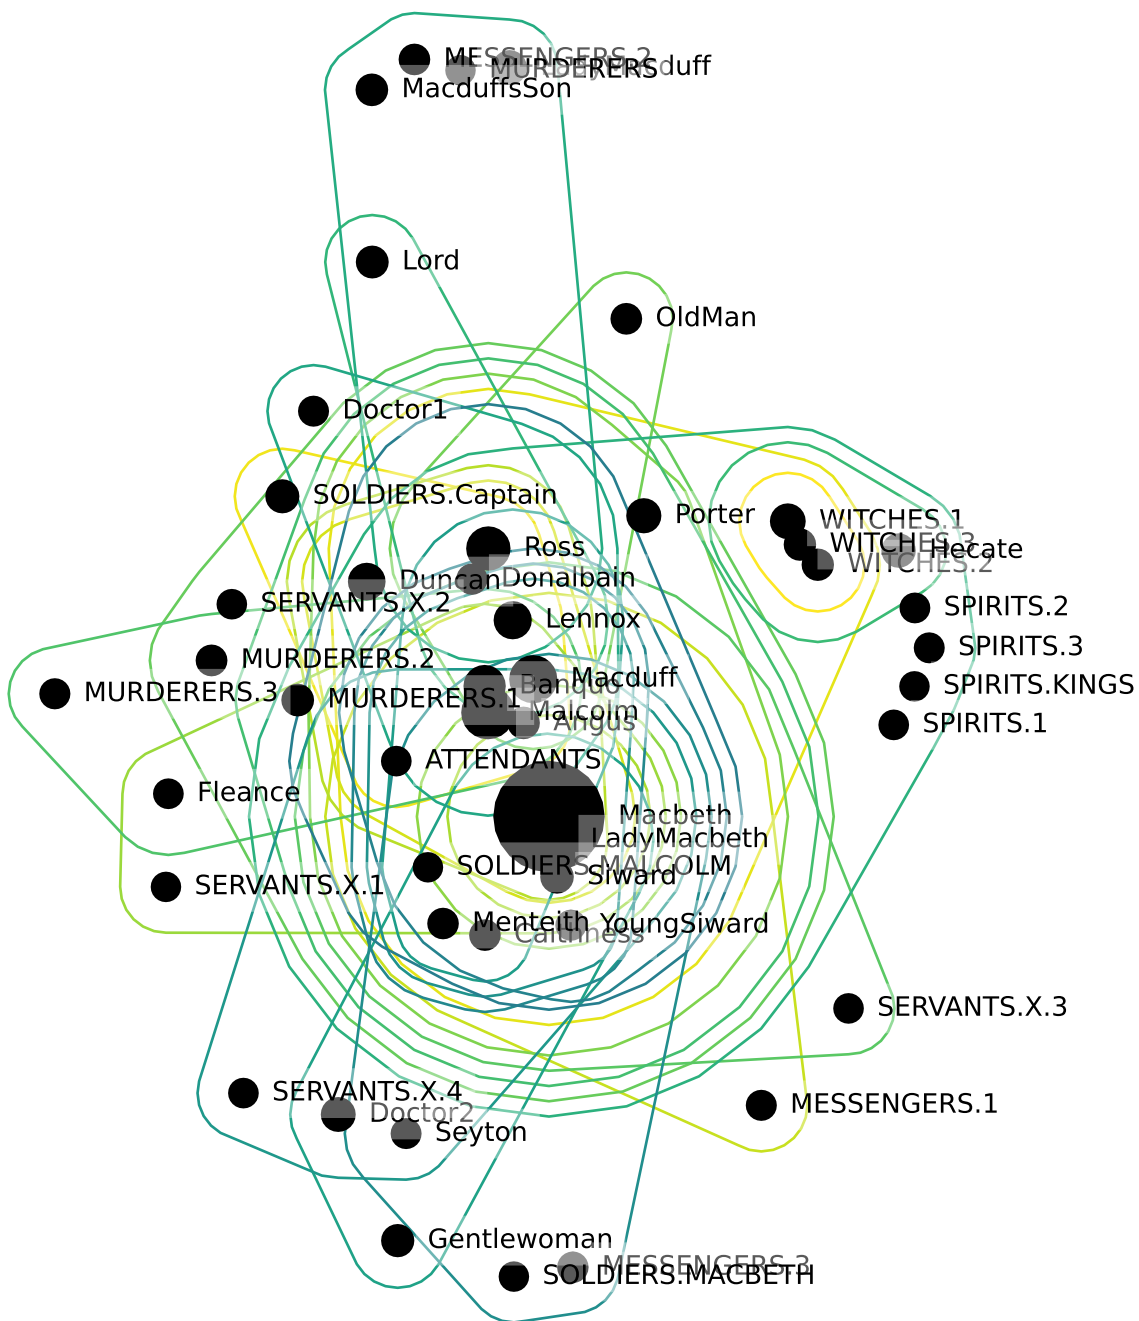 MESSENGERS.2
MURDERERS
duff
MacduffsSon
Lord
OldMan
Doctor1
SOLDIERS.Captain
Porter
WITCHES.1
WITCHES.3
Hecate
WITCHES.2
Ross
Duncan
Donalbain
SERVANTS.X.2
SPIRITS.2
Lennox
SPIRITS.3
MURDERERS.2
Macduff
Banquo
SPIRITS.KINGS
MURDERERS.3
MURDERERS.1
Malcolm
Angus
SPIRITS.1
ATTENDANTS
Fleance
Macbeth
LadyMacbeth
SOLDIERS.MALCOLM
Siward
SERVANTS.X.1
Menteith
YoungSiward
Caithness
SERVANTS.X.3
SERVANTS.X.4
MESSENGERS.1
Doctor2
Seyton
Gentlewoman
MESSENGERS.3
SOLDIERS.MACBETH